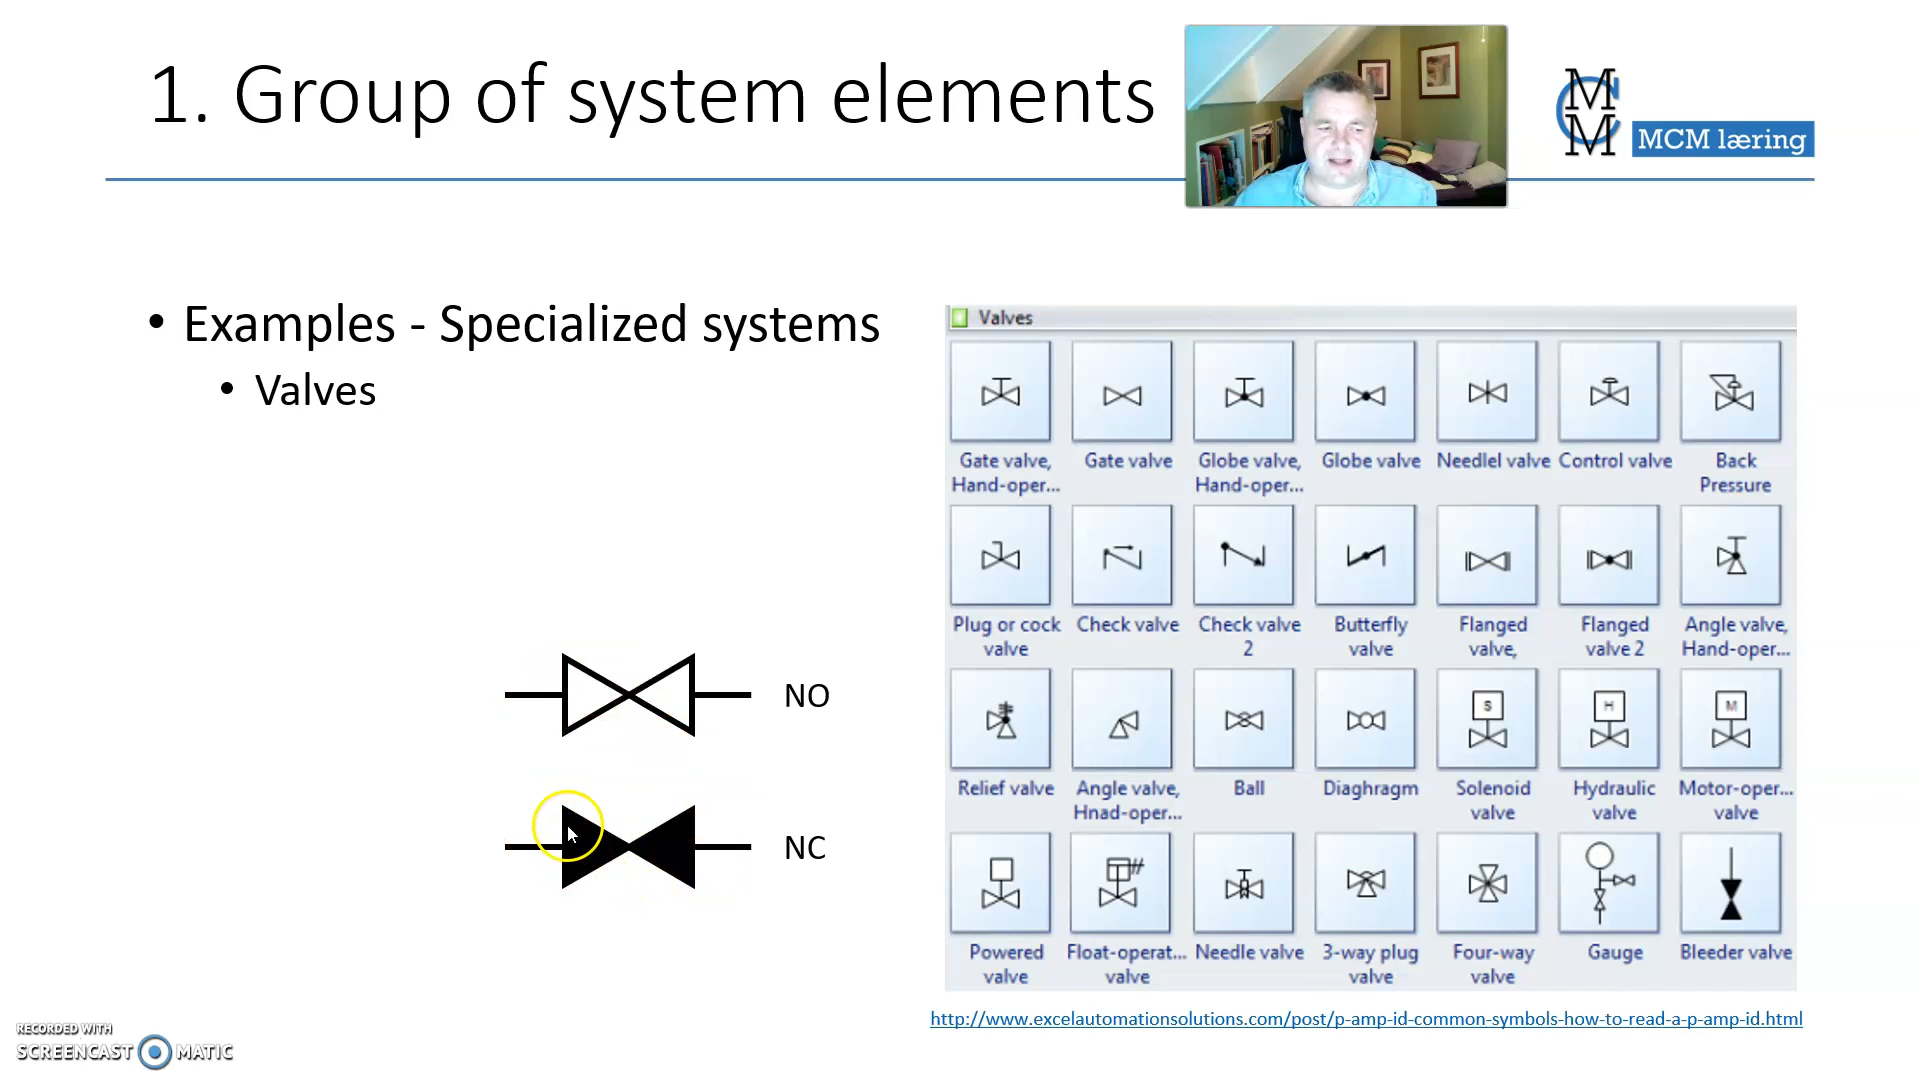 1. Group of system elements
MCM læring
• Examples - Specialized systems
• Valves
NO
NC
Valves
Gate valve, Hand-oper...
Gate valve
Globe valve, Hand-oper...
Globe valve
Needlel valve
Control valve
Back Pressure
Plug or cock valve
Check valve
Check valve 2
Butterfly valve
Flanged valve,
Flanged valve 2
Angle valve, Hand-oper...
Relief valve
Angle valve, Hnad-oper...
Ball
Diaghragm
S
Solenoid valve
H
Hydraulic valve
M
Motor-oper... valve
Powered valve
Float-operat... valve
Needle valve
3-way plug valve
Four-way valve
Gauge
Bleeder valve
http://www.excelautomationsolutions.com/post/p-amp-id-common-symbols-how-to-read-a-p-amp-id.html
RECORDED WITH
SCREENCAST MATIC